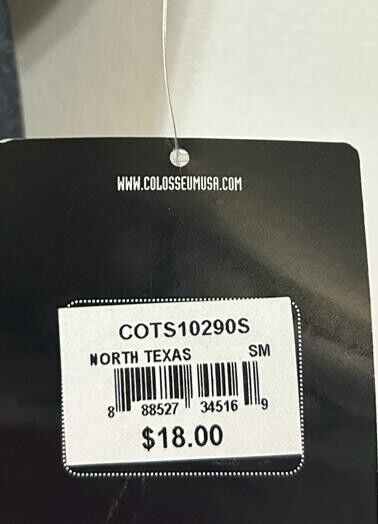 WWW.COLOSSEUMUSA.COM
COTS10290S
NORTH TEXAS SM
8 88527 34516 9
$18.00